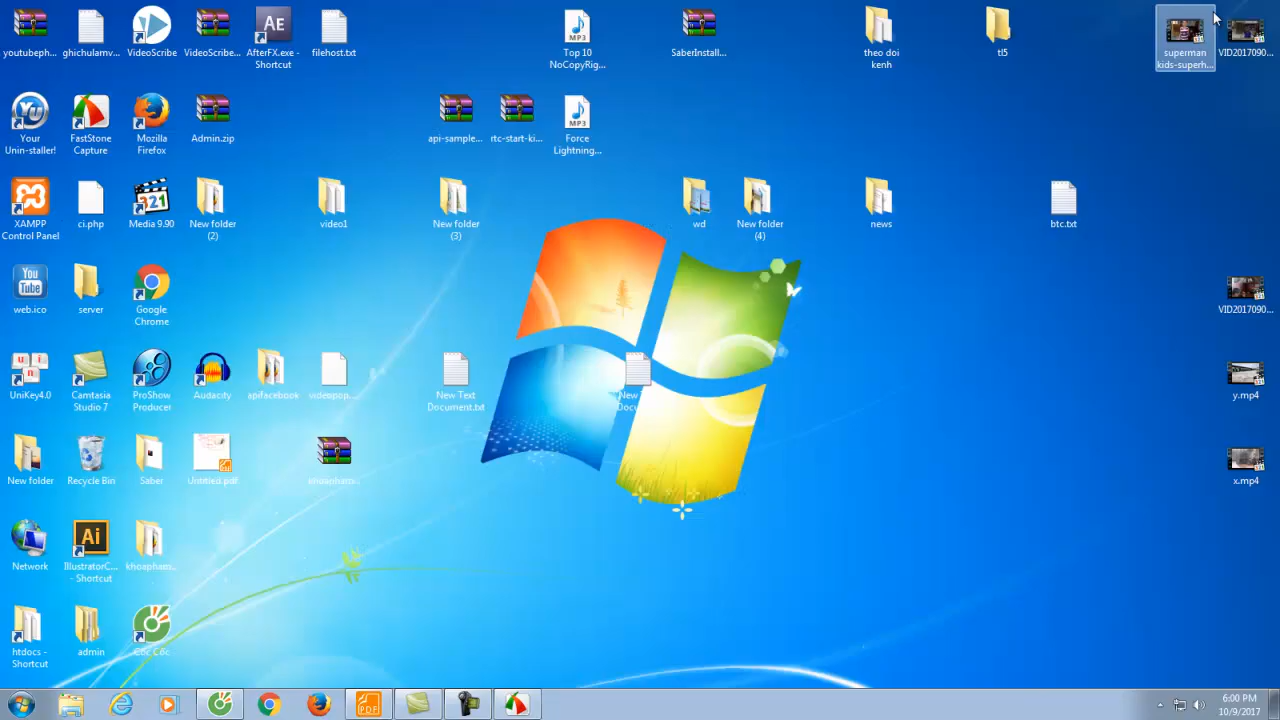 youtubeph...
ghichulamv...
VideoScribe
VideoScribe...
AfterFX.exe - Shortcut
filehost.txt
Top 10
NoCopyRig...
SaberInstall...
theo doi
kenh
tl5
superman
kids-superh...
VID2017090...
Your
Unin-staller!
FastStone
Capture
Mozilla
Firefox
Admin.zip
api-sample...
rtc-start-ki...
Force
Lightning...
XAMPP
Control Panel
ci.php
Media 9.90
New folder
(2)
video1
New folder
(3)
wd
New folder
(4)
news
btc.txt
web.ico
server
Google
Chrome
VID2017090...
UniKey4.0
Camtasia
Studio 7
ProShow
Producer
Audacity
apifacebook
videopop...
New Text
Document.txt
New
Docu
y.mp4
New folder
Recycle Bin
Saber
Untitled.pdf
x.mp4
Network
IllustratorC...
- Shortcut
khoapham...
htdocs -
Shortcut
admin
Cốc Cốc
6:00 PM
10/9/2017